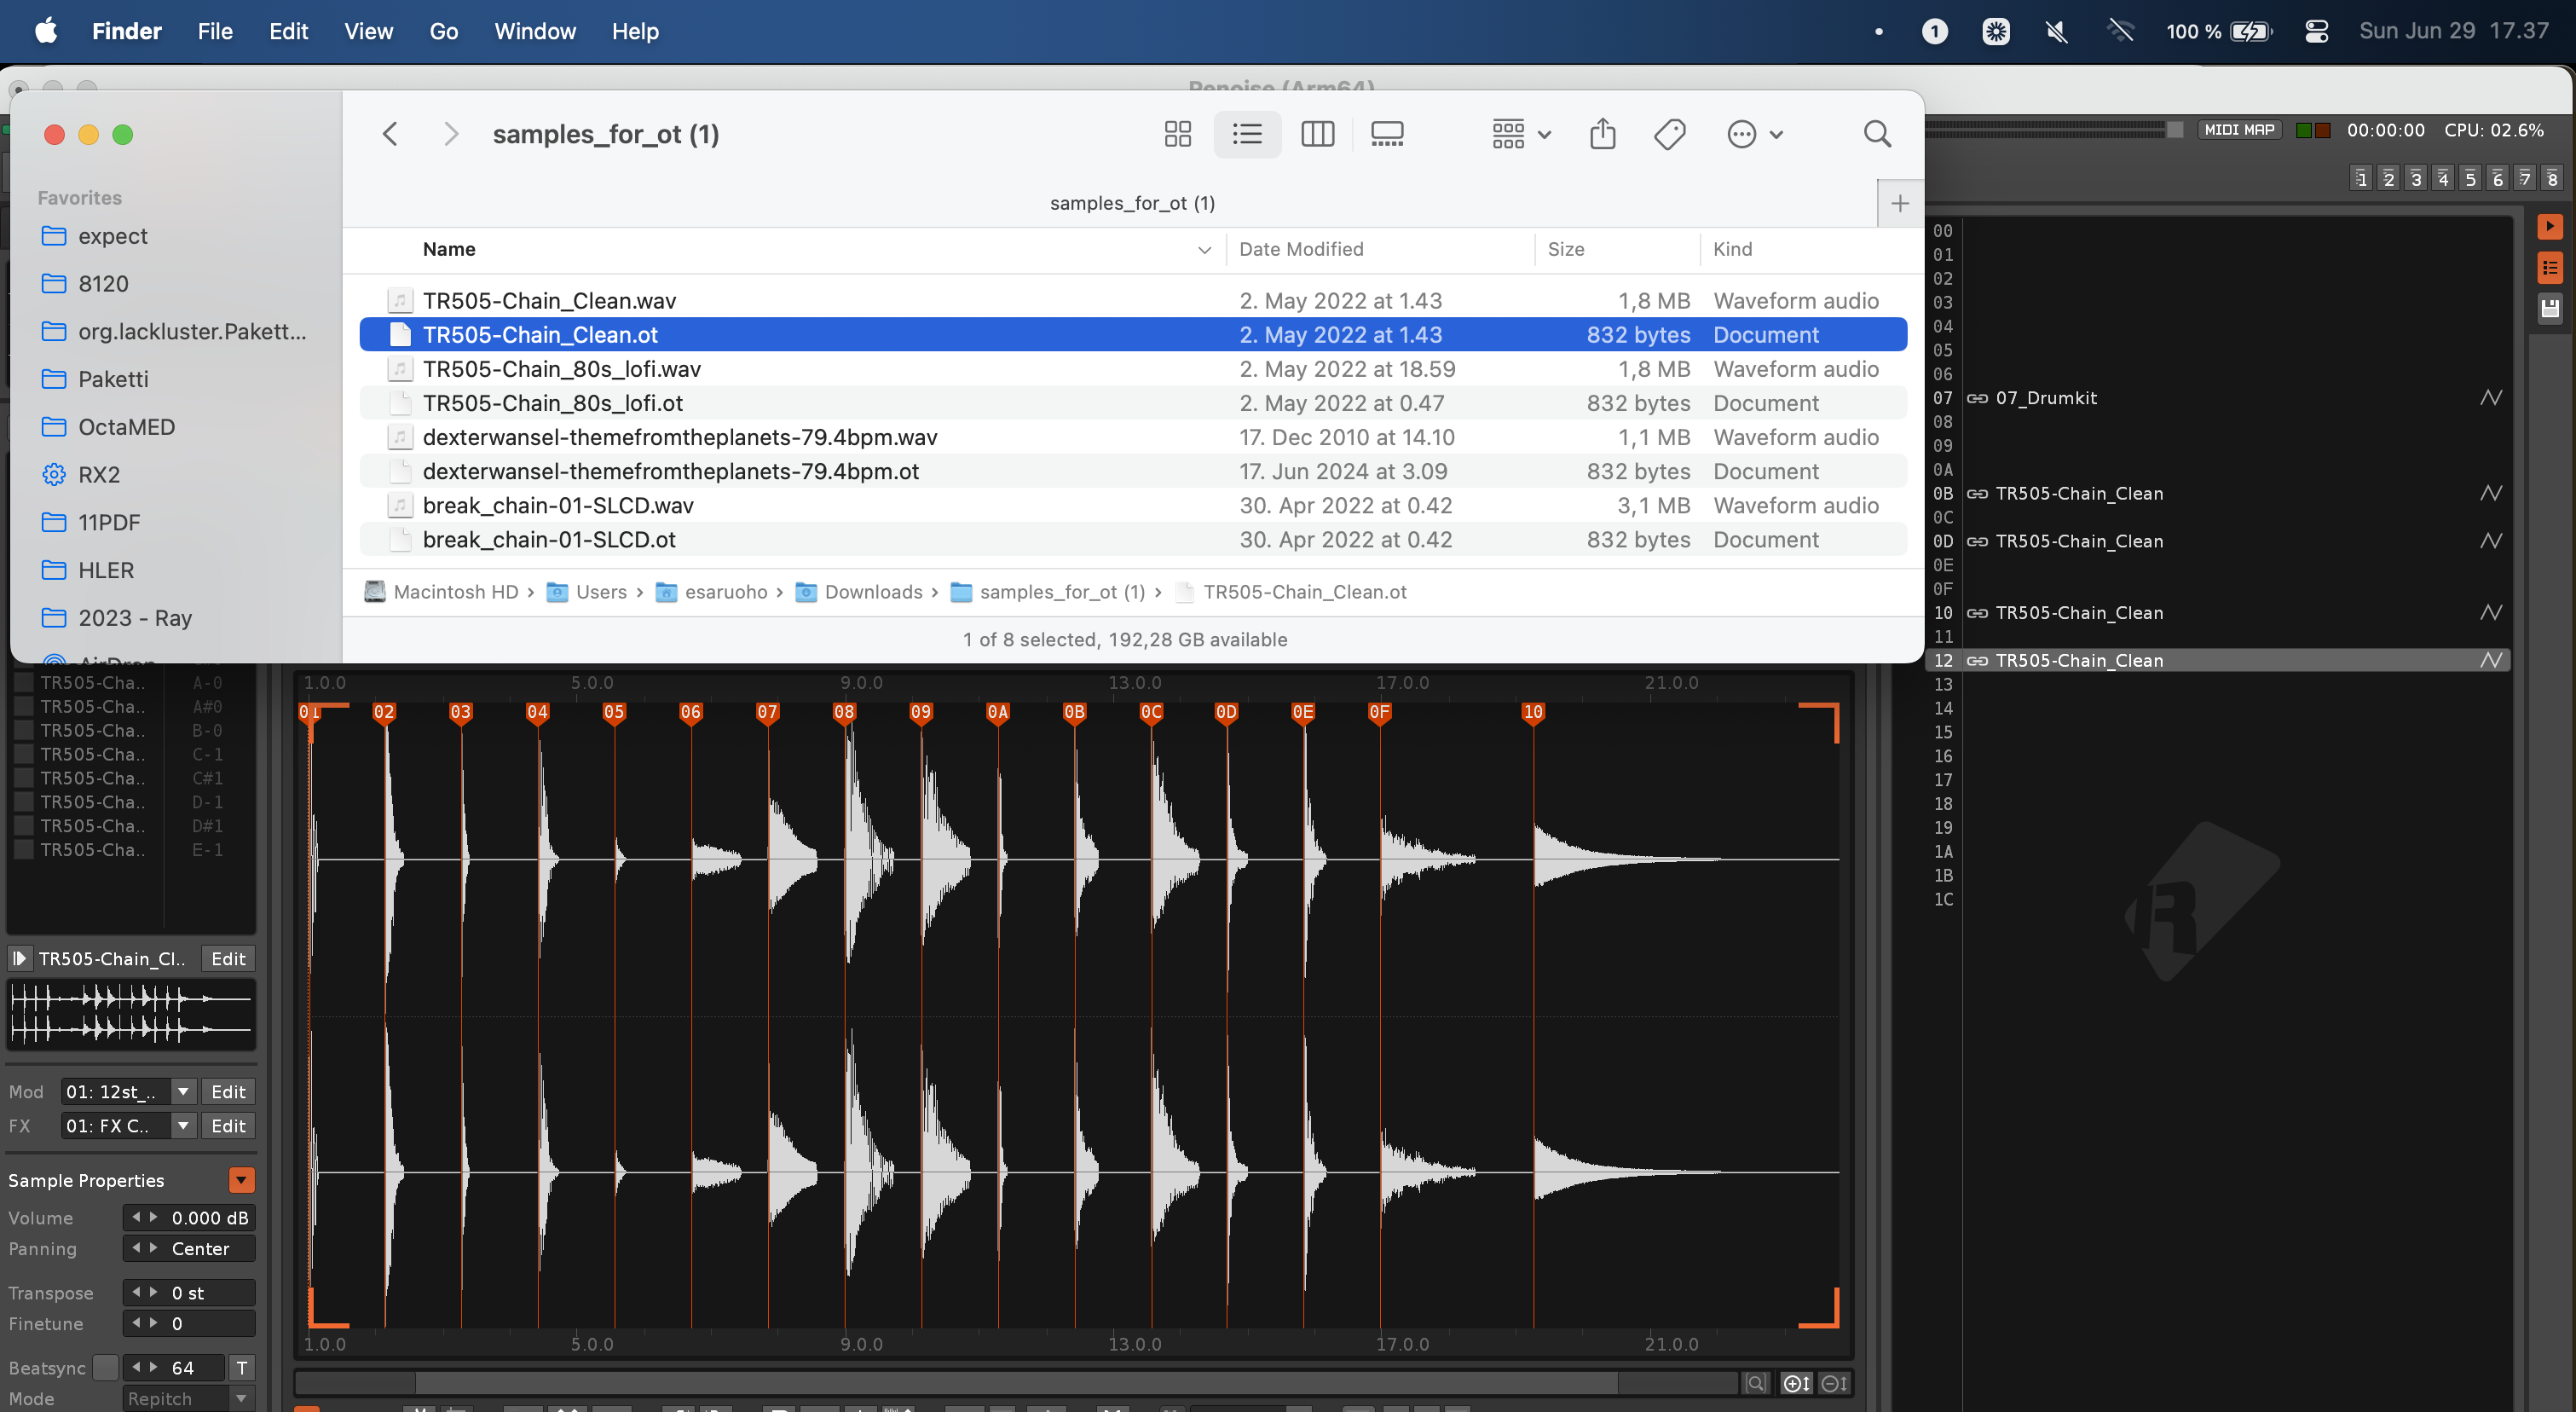 Finder File Edit View Go Window Help 1 100 % Sun Jun 29 17.37
Renoise (Arm64)
MIDI MAP 00:00:00 CPU: 02.6%
1 2 3 4 5 6 7 8
samples_for_ot (1)
samples_for_ot (1)
Favorites
expect
8120
org.lackluster.Pakett...
Paketti
OctaMED
RX2
11PDF
HLER
2023 - Ray
AirDrop
Name Date Modified Size Kind
TR505-Chain_Clean.wav 2. May 2022 at 1.43 1,8 MB Waveform audio
TR505-Chain_Clean.ot 2. May 2022 at 1.43 832 bytes Document
TR505-Chain_80s_lofi.wav 2. May 2022 at 18.59 1,8 MB Waveform audio
TR505-Chain_80s_lofi.ot 2. May 2022 at 0.47 832 bytes Document
dexterwansel-themefromtheplanets-79.4bpm.wav 17. Dec 2010 at 14.10 1,1 MB Waveform audio
dexterwansel-themefromtheplanets-79.4bpm.ot 17. Jun 2024 at 3.09 832 bytes Document
break_chain-01-SLCD.wav 30. Apr 2022 at 0.42 3,1 MB Waveform audio
break_chain-01-SLCD.ot 30. Apr 2022 at 0.42 832 bytes Document
Macintosh HD › Users › esaruoho › Downloads › samples_for_ot (1) › TR505-Chain_Clean.ot
1 of 8 selected, 192,28 GB available
00
01
02
03
04
05
06
07 07_Drumkit
08
09
0A
0B TR505-Chain_Clean
0C
0D TR505-Chain_Clean
0E
0F
10 TR505-Chain_Clean
11
12 TR505-Chain_Clean
13
14
15
16
17
18
19
1A
1B
1C
TR505-Cha.. A-0
TR505-Cha.. A#0
TR505-Cha.. B-0
TR505-Cha.. C-1
TR505-Cha.. C#1
TR505-Cha.. D-1
TR505-Cha.. D#1
TR505-Cha.. E-1
TR505-Chain_Cl.. Edit
Mod 01: 12st_.. Edit
FX 01: FX C.. Edit
Sample Properties
Volume 0.000 dB
Panning Center
Transpose 0 st
Finetune 0
Beatsync 64 T
Mode Repitch
1.0.0 5.0.0 9.0.0 13.0.0 17.0.0 21.0.0
01 02 03 04 05 06 07 08 09 0A 0B 0C 0D 0E 0F 10
1.0.0 5.0.0 9.0.0 13.0.0 17.0.0 21.0.0